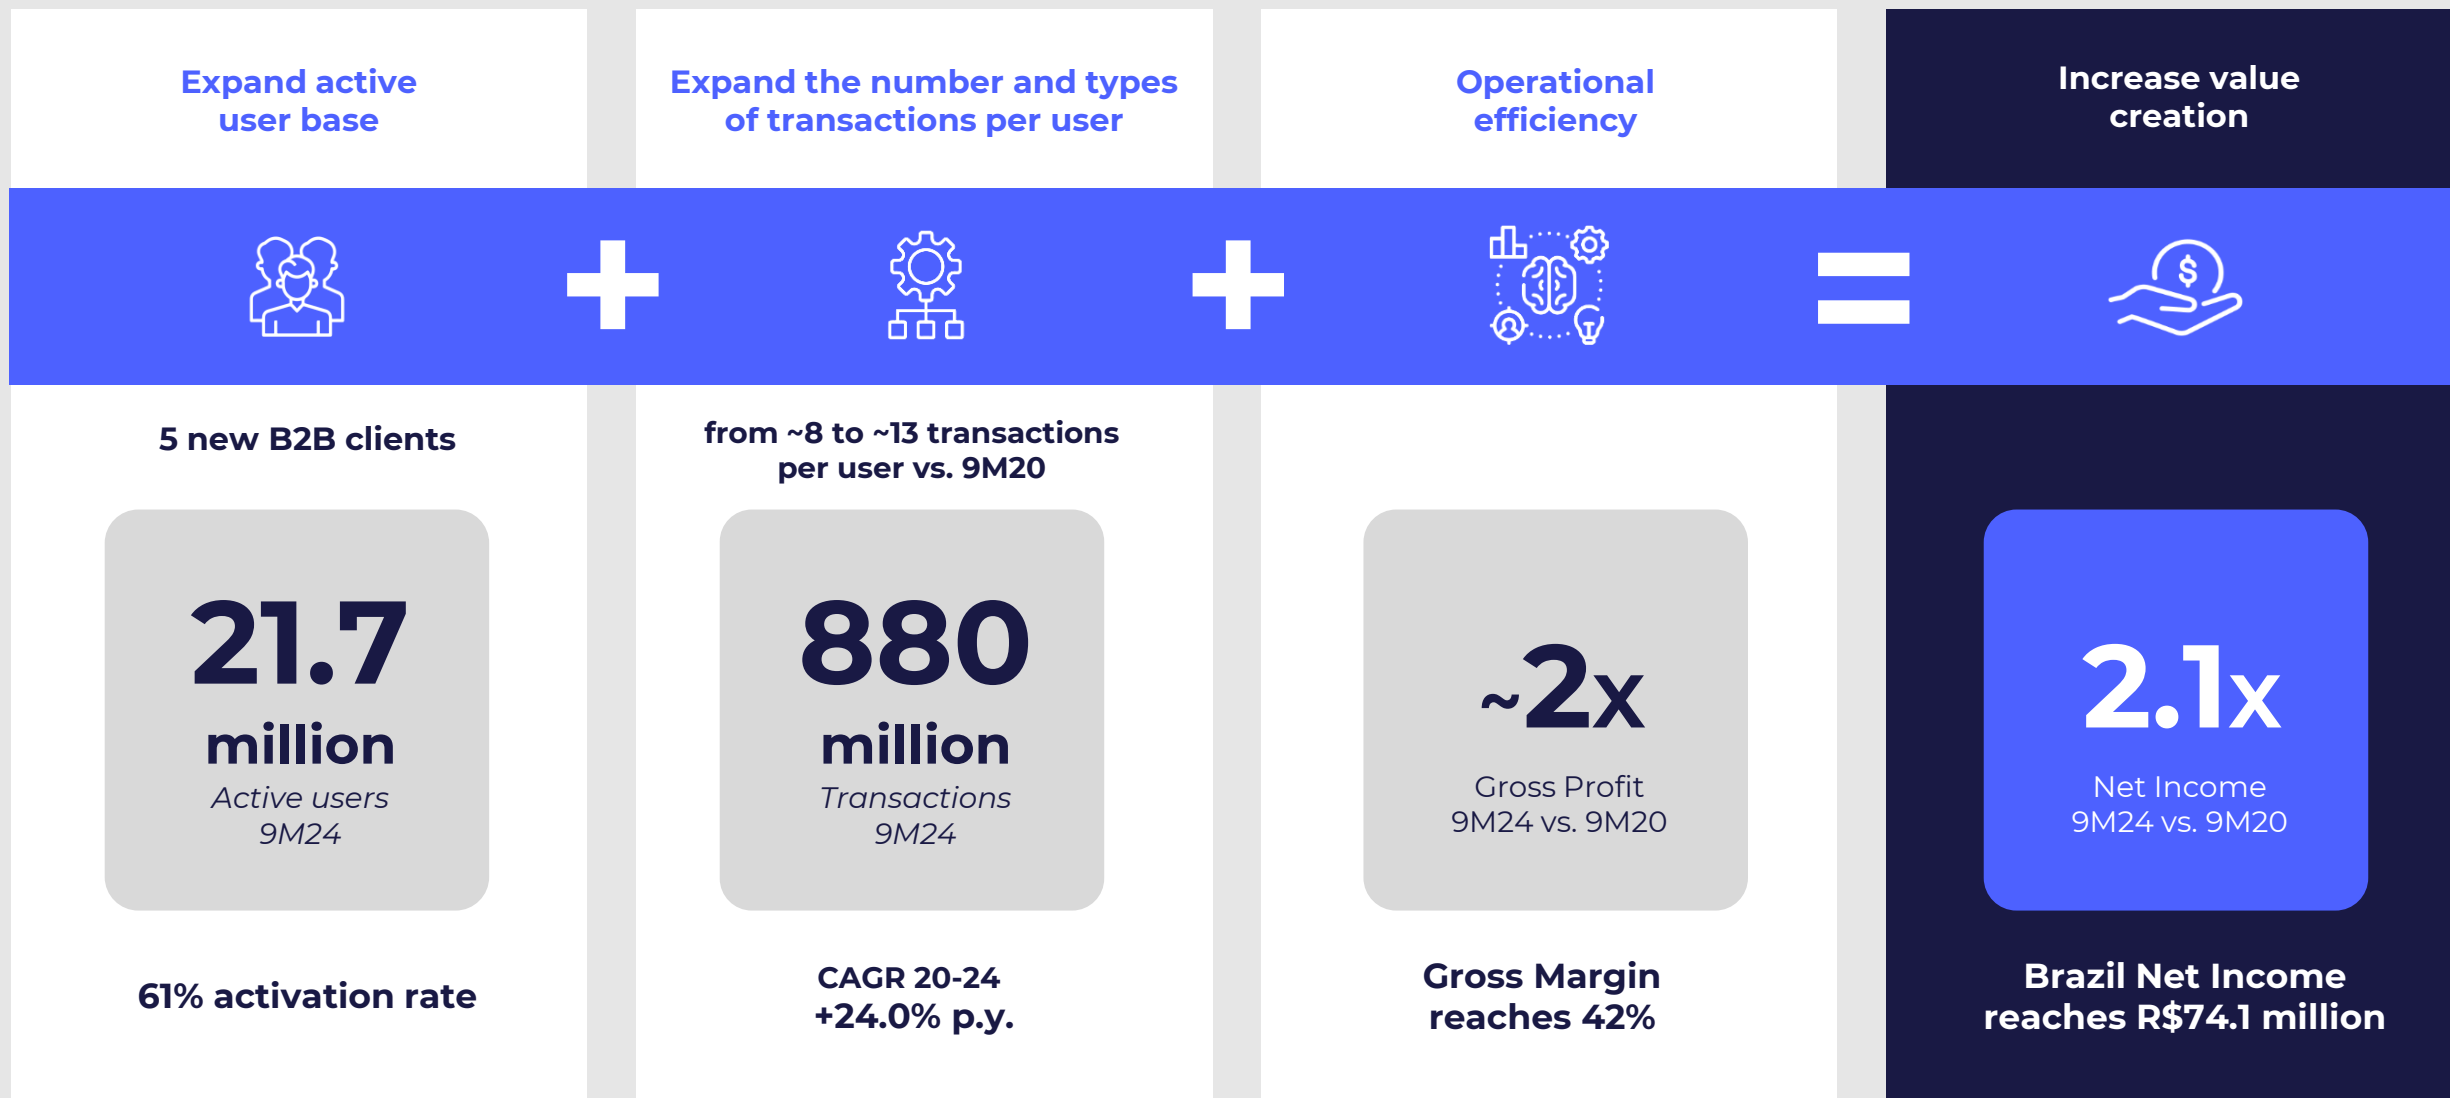 Expand active
user base
5 new B2B clients
21.7
million
Active users
9M24
61% activation rate
Expand the number and types
of transactions per user
from ~8 to ~13 transactions
per user vs. 9M20
880
million
Transactions
9M24
CAGR 20-24
+24.0% p.y.
Operational
efficiency
~2x
Gross Profit
9M24 vs. 9M20
Gross Margin
reaches 42%
Increase value
creation
$
2.1x
Net Income
9M24 vs. 9M20
Brazil Net Income
reaches R$74.1 million